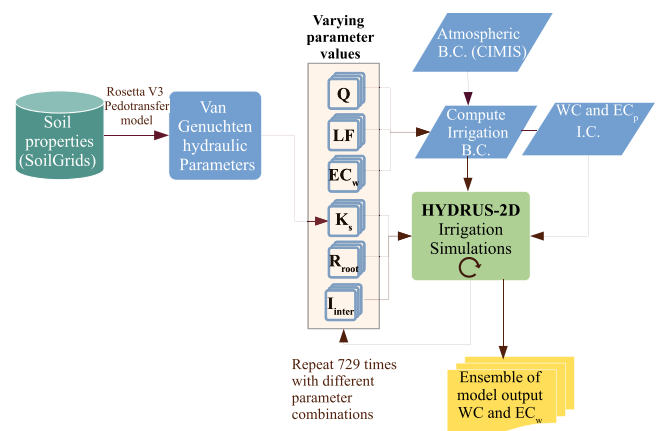 Varying
parameter
values
Atmospheric
B.C. (CIMIS)
Rosetta V3
Pedotransfer
model
Soil
properties
(SoilGrids)
Van
Genuchten
hydraulic
Parameters
Q
LF
ECw
Ks
Rroot
Iinter
Compute
Irrigation
B.C.
WC and ECp
I.C.
HYDRUS-2D
Irrigation
Simulations
Repeat 729 times
with different
parameter
combinations
Ensemble of
model output
WC and ECw